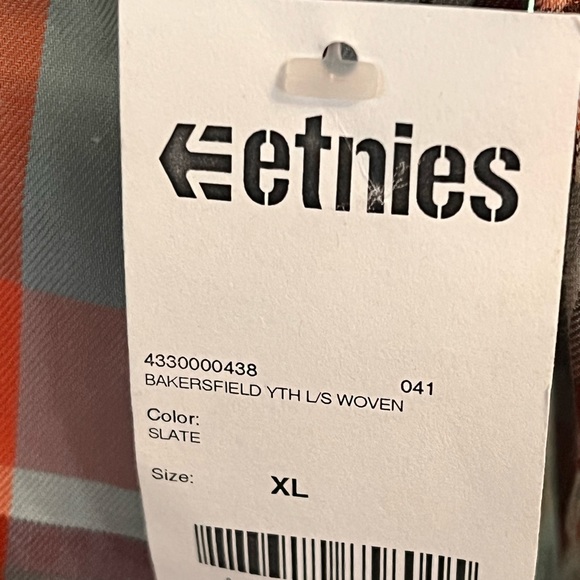 etnies
4330000438 041
BAKERSFIELD YTH L/S WOVEN
Color:
SLATE
Size: XL